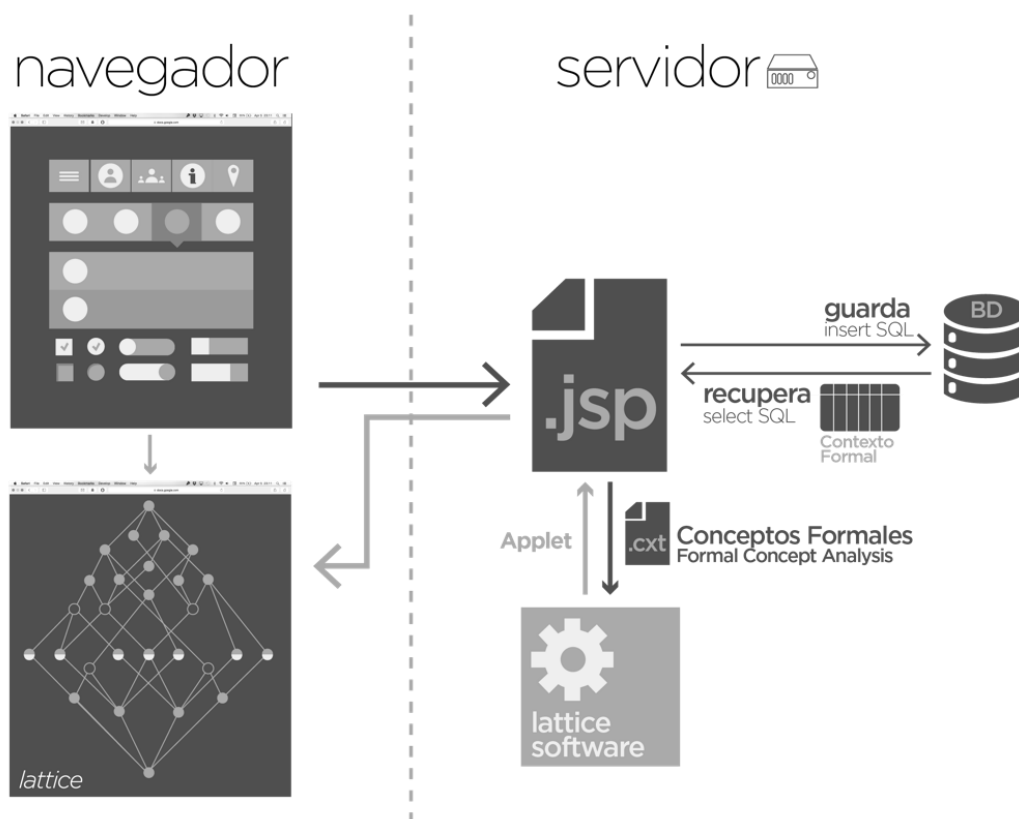 navegador
servidor
BD
guarda
insert SQL
.jsp
recupera
select SQL
Contexto
Formal
Applet
.cxt
Conceptos Formales
Formal Concept Analysis
lattice
software
lattice